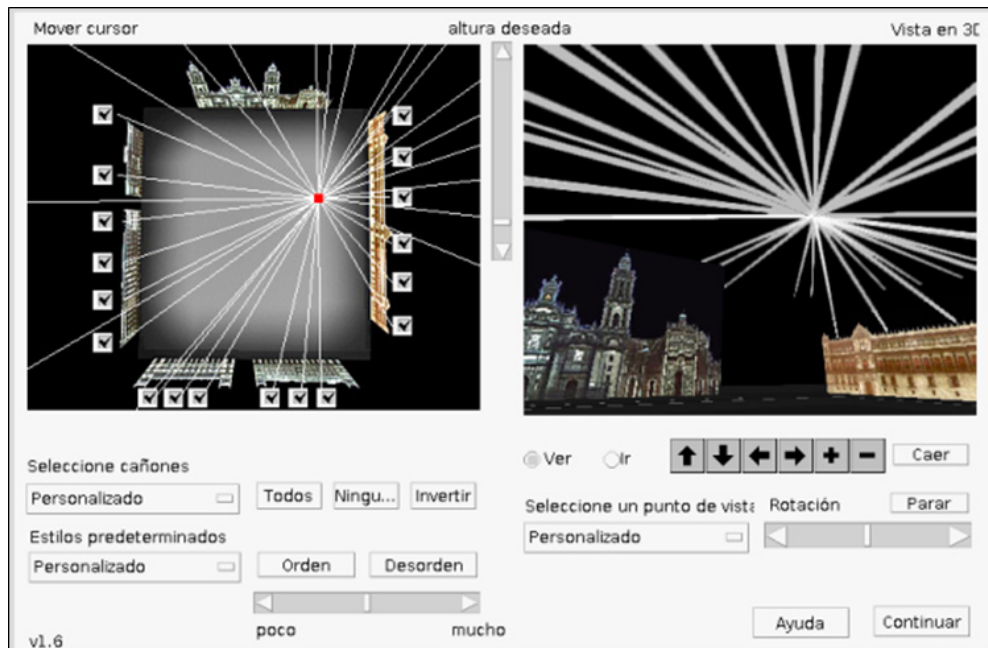 Mover cursor
altura deseada
Vista en 3D
Seleccione cañones
Personalizado
Todos
Ningu...
Invertir
Estilos predeterminados
Personalizado
Orden
Desorden
poco
mucho
v1.6
Ver
Ir
Caer
Seleccione un punto de vista
Personalizado
Rotación
Parar
Ayuda
Continuar